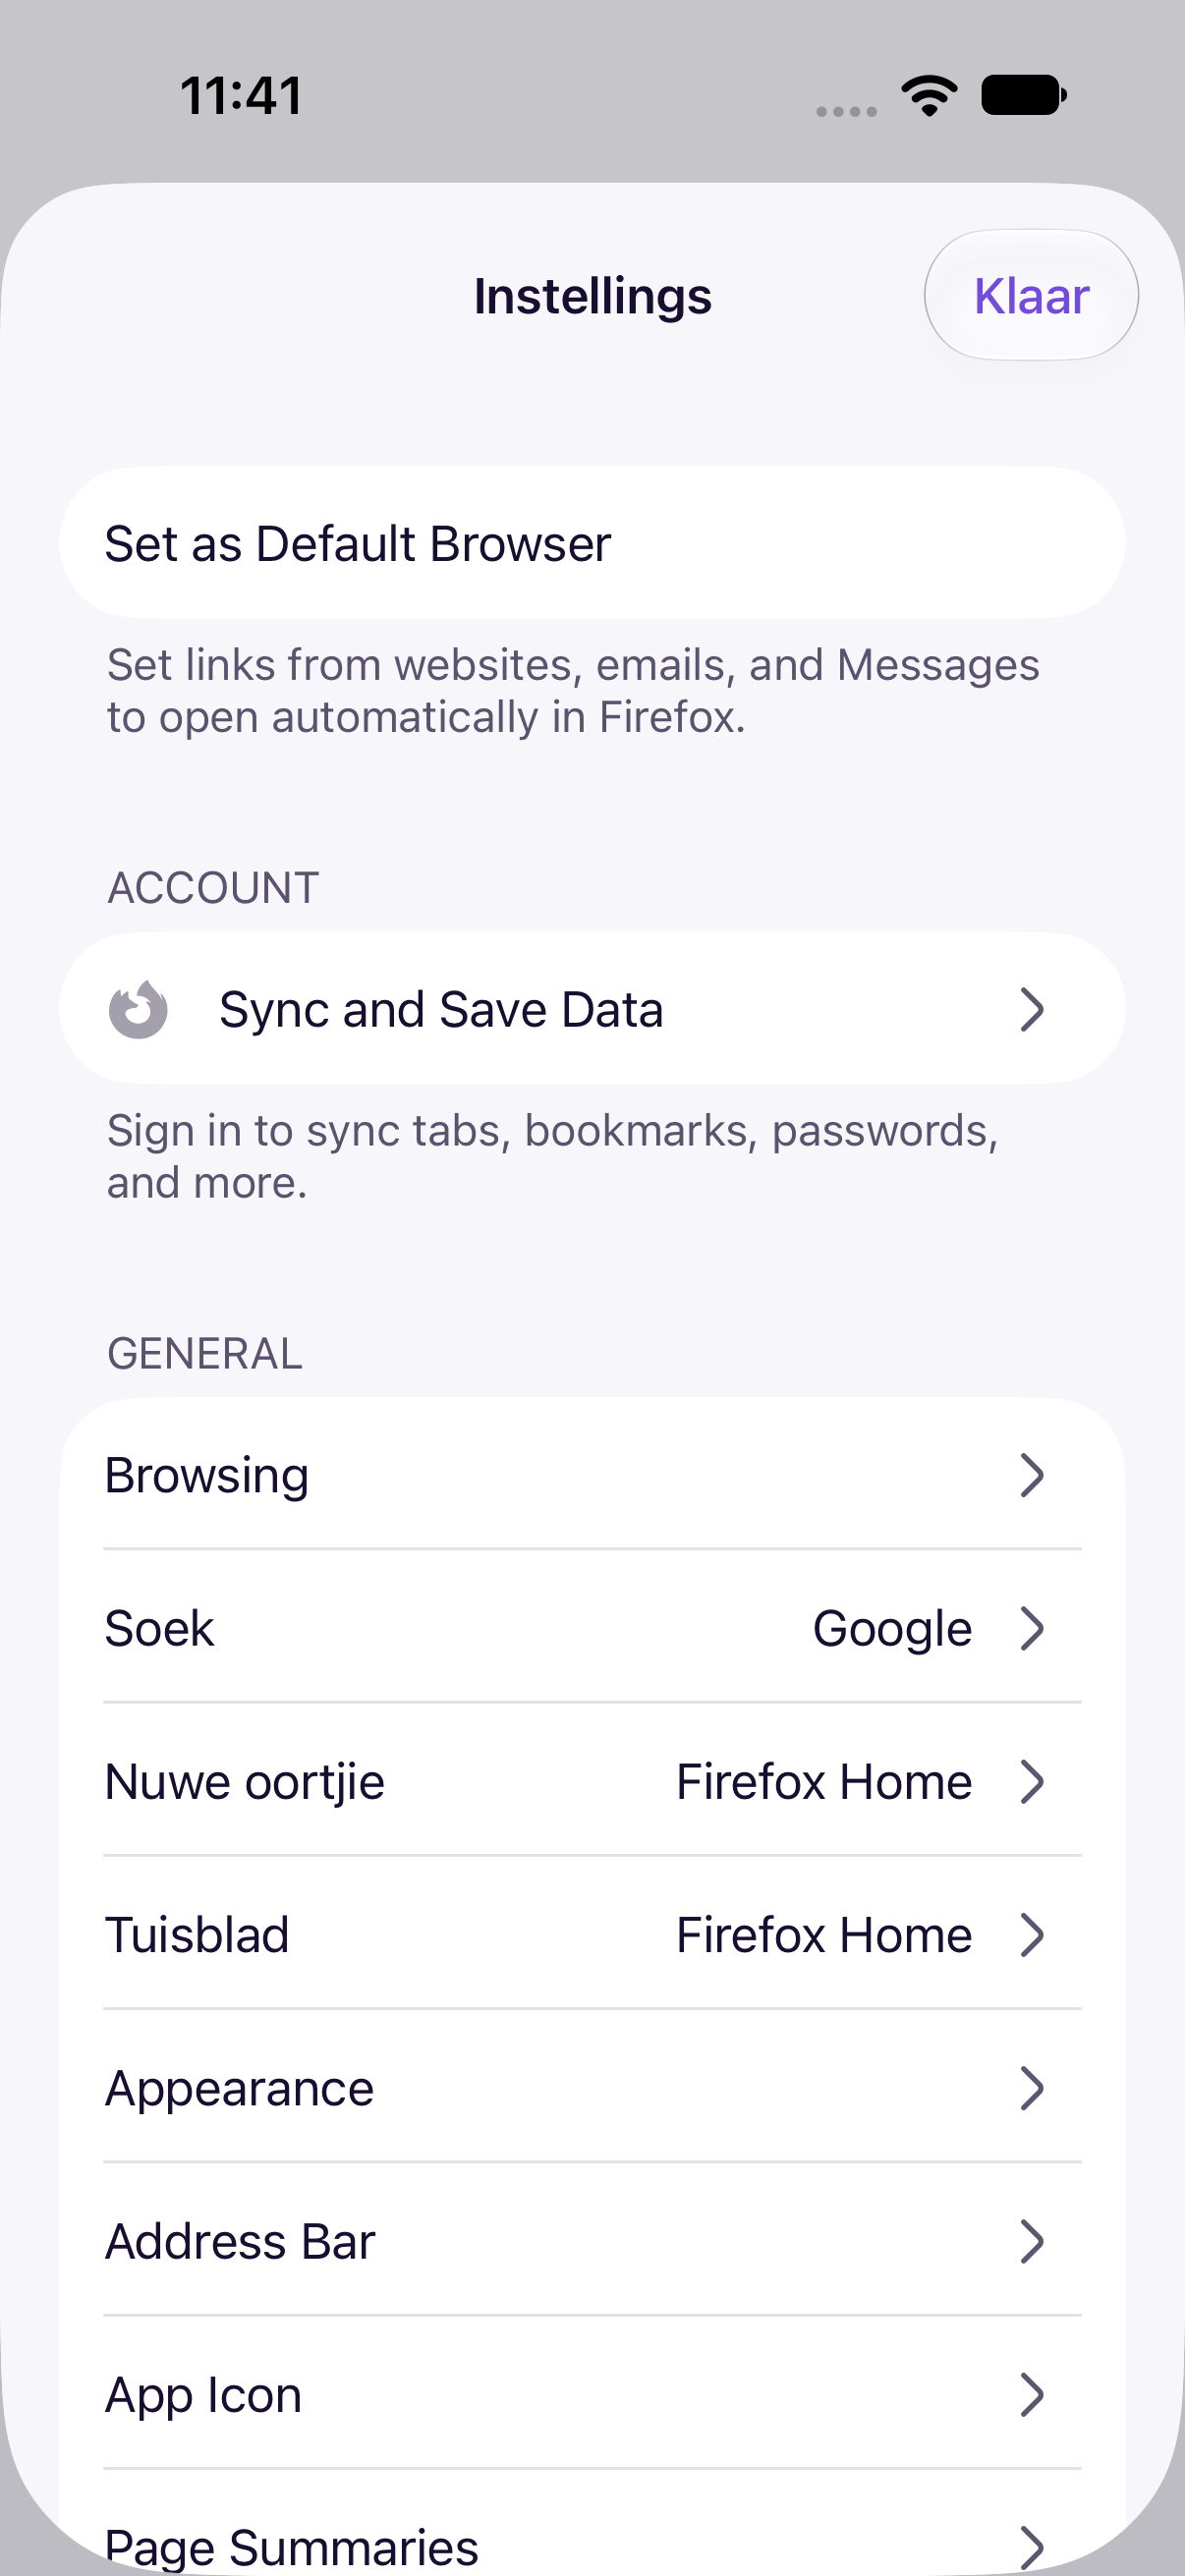 11:41
Instellings
Klaar
Set as Default Browser
Set links from websites, emails, and Messages
to open automatically in Firefox.
ACCOUNT
Sync and Save Data
Sign in to sync tabs, bookmarks, passwords,
and more.
GENERAL
Browsing
Soek Google
Nuwe oortjie Firefox Home
Tuisblad Firefox Home
Appearance
Address Bar
App Icon
Page Summaries